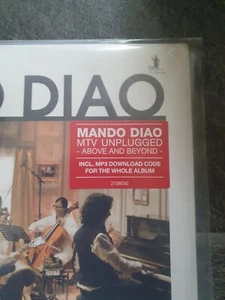 O DIAO
MANDO DIAO
MTV UNPLUGGED
- ABOVE AND BEYOND -
INCL. MP3 DOWNLOAD CODE
FOR THE WHOLE ALBUM